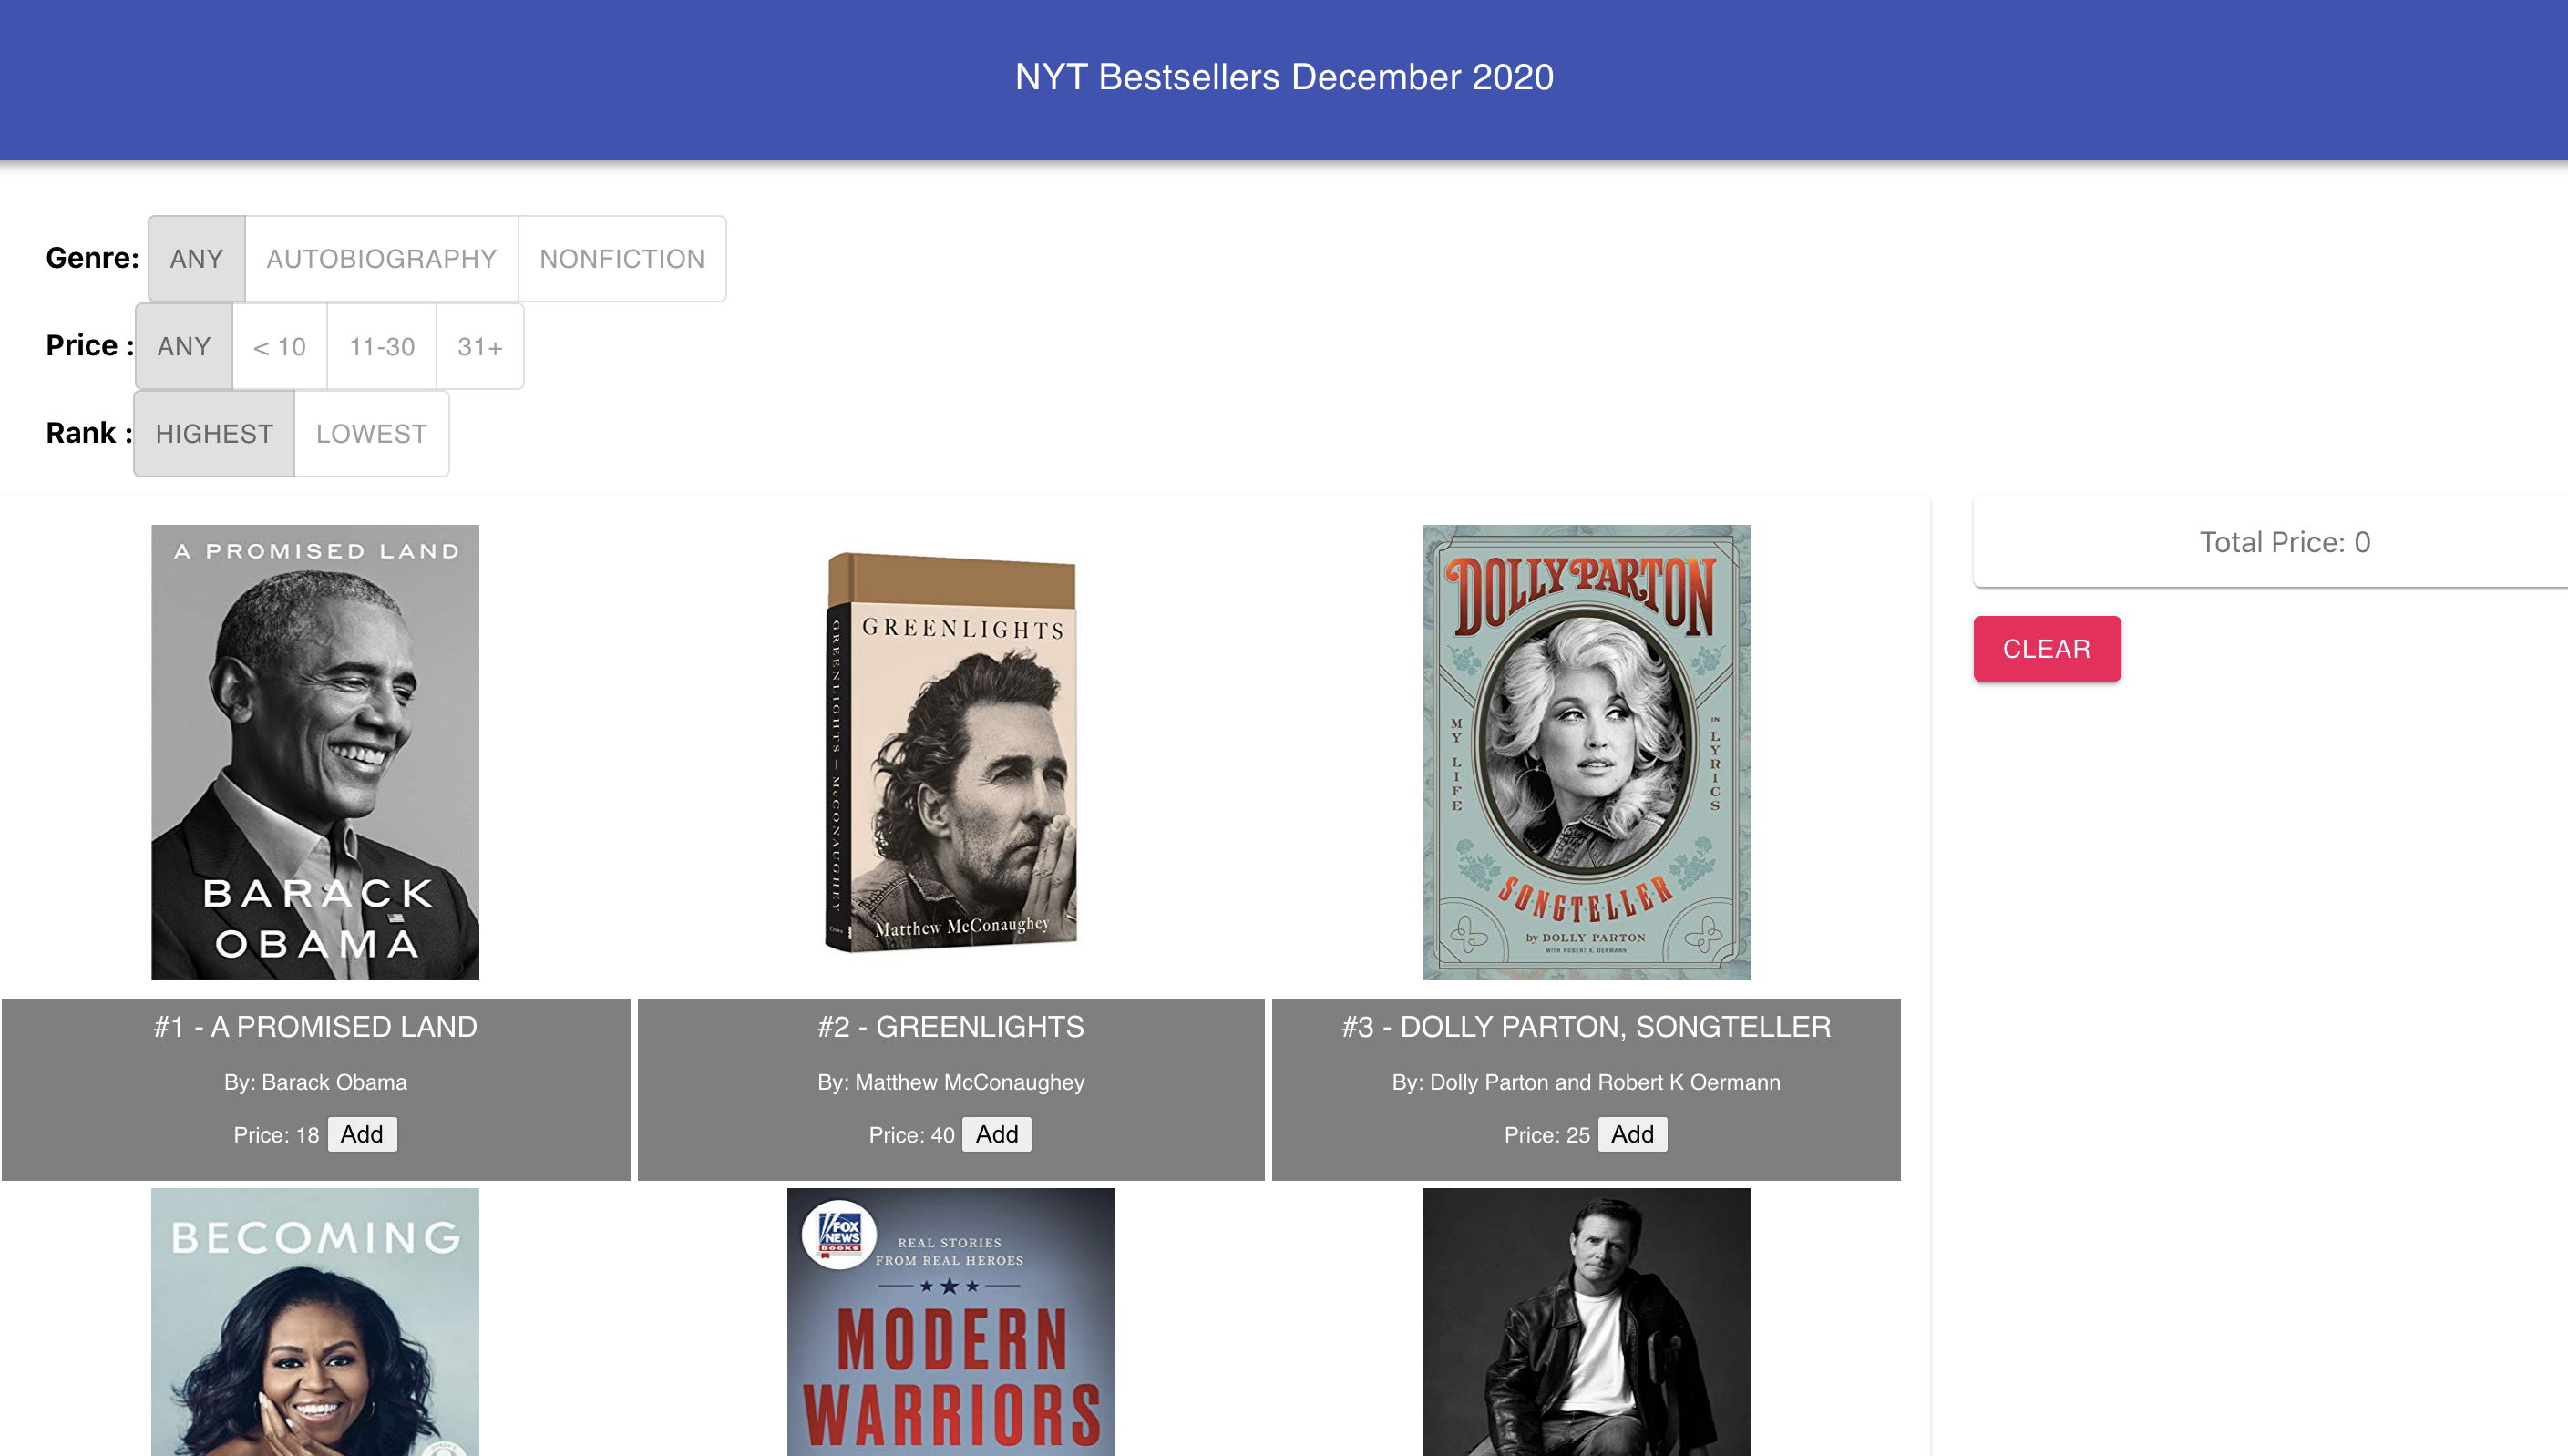 NYT Bestsellers December 2020
Genre: ANY AUTOBIOGRAPHY NONFICTION
Price : ANY < 10 11-30 31+
Rank : HIGHEST LOWEST
A PROMISED LAND
BARACK
OBAMA
GREENLIGHTS — McCONAUGHEY
GREENLIGHTS
Matthew McConaughey
DOLLY PARTON
MY LIFE
IN LYRICS
SONGTELLER
by DOLLY PARTON
WITH ROBERT K. OERMANN
Total Price: 0
CLEAR
#1 - A PROMISED LAND
By: Barack Obama
Price: 18 Add
#2 - GREENLIGHTS
By: Matthew McConaughey
Price: 40 Add
#3 - DOLLY PARTON, SONGTELLER
By: Dolly Parton and Robert K Oermann
Price: 25 Add
BECOMING
FOX
NEWS
books
REAL STORIES
FROM REAL HEROES
MODERN
WARRIORS